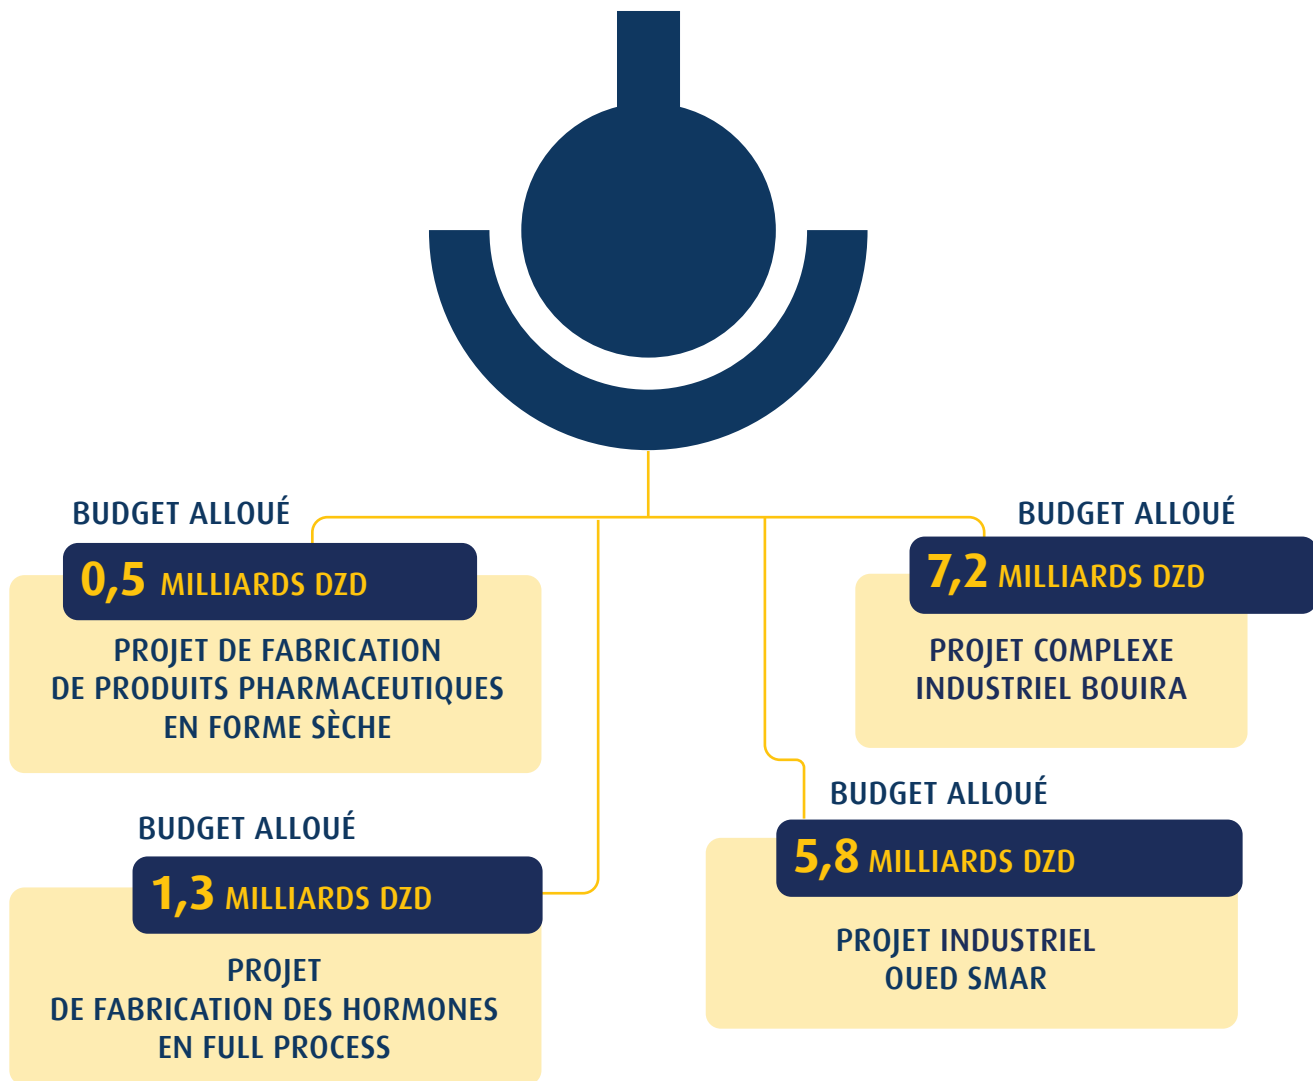 BUDGET ALLOUÉ
0,5 MILLIARDS DZD
PROJET DE FABRICATION
DE PRODUITS PHARMACEUTIQUES
EN FORME SÈCHE
BUDGET ALLOUÉ
7,2 MILLIARDS DZD
PROJET COMPLEXE
INDUSTRIEL BOUIRA
BUDGET ALLOUÉ
1,3 MILLIARDS DZD
PROJET
DE FABRICATION DES HORMONES
EN FULL PROCESS
BUDGET ALLOUÉ
5,8 MILLIARDS DZD
PROJET INDUSTRIEL
OUED SMAR